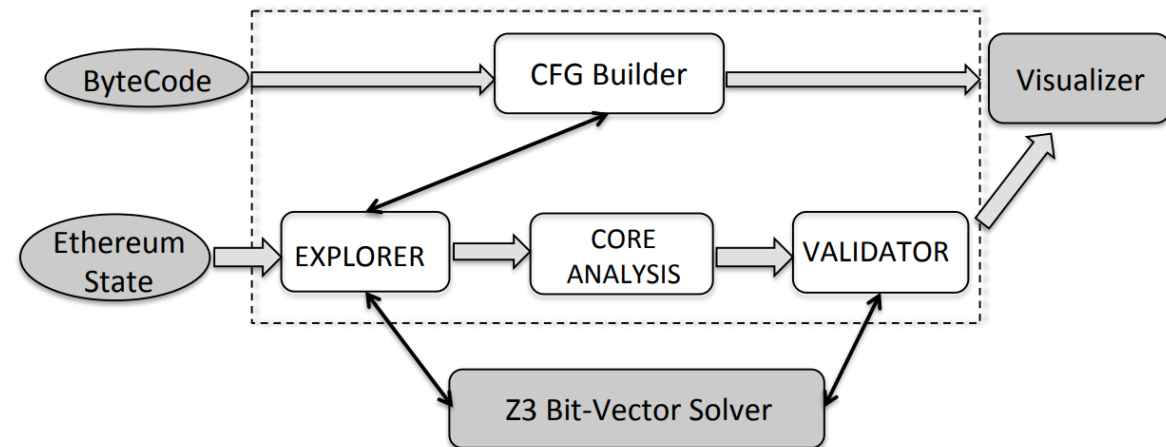 ByteCode
CFG Builder
Visualizer
Ethereum
State
EXPLORER
CORE
ANALYSIS
VALIDATOR
Z3 Bit-Vector Solver